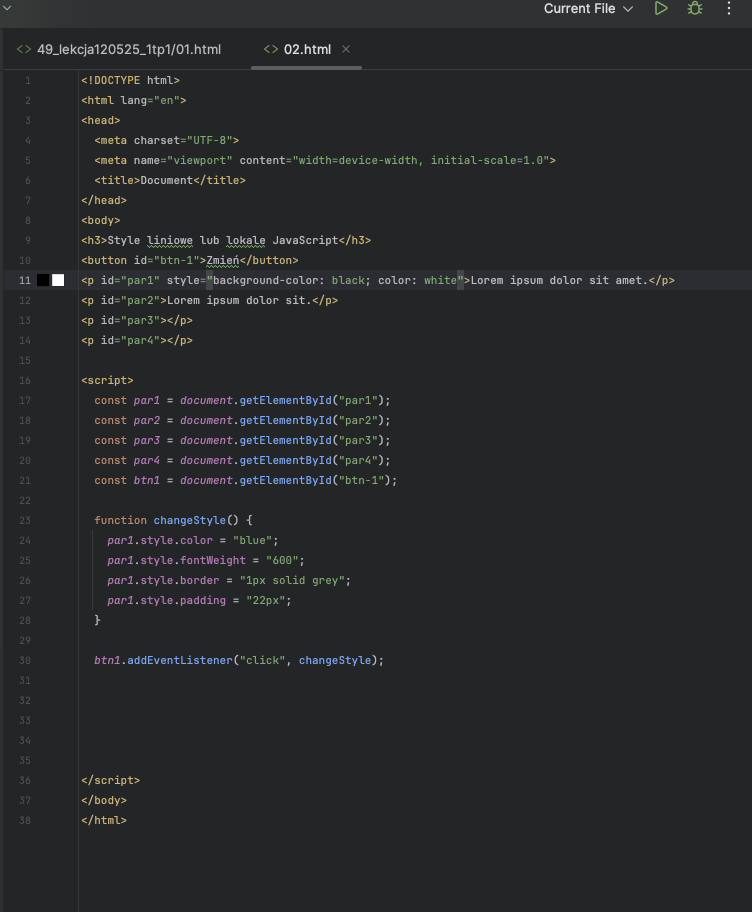 Current File
49_lekcja120525_1tp1/01.html 02.html
1 <!DOCTYPE html>
2 <html lang="en">
3 <head>
4 <meta charset="UTF-8">
5 <meta name="viewport" content="width=device-width, initial-scale=1.0">
6 <title>Document</title>
7 </head>
8 <body>
9 <h3>Style liniowe lub lokale JavaScript</h3>
10 <button id="btn-1">Zmień</button>
11 <p id="par1" style="background-color: black; color: white">Lorem ipsum dolor sit amet.</p>
12 <p id="par2">Lorem ipsum dolor sit.</p>
13 <p id="par3"></p>
14 <p id="par4"></p>
15
16 <script>
17 const par1 = document.getElementById("par1");
18 const par2 = document.getElementById("par2");
19 const par3 = document.getElementById("par3");
20 const par4 = document.getElementById("par4");
21 const btn1 = document.getElementById("btn-1");
22
23 function changeStyle() {
24 par1.style.color = "blue";
25 par1.style.fontWeight = "600";
26 par1.style.border = "1px solid grey";
27 par1.style.padding = "22px";
28 }
29
30 btn1.addEventListener("click", changeStyle);
31
32
33
34
35
36 </script>
37 </body>
38 </html>